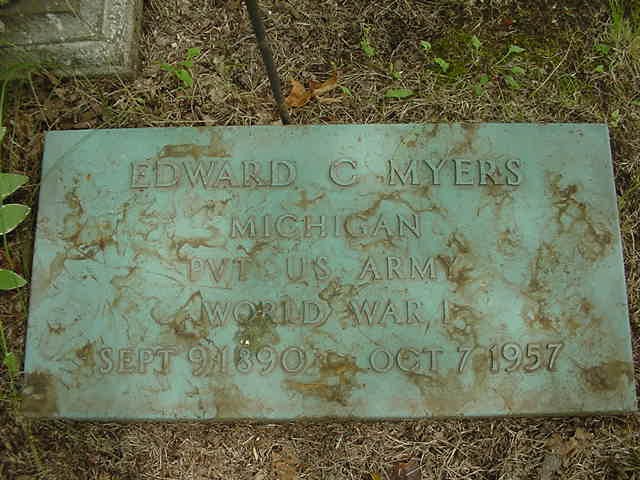 EDWARD C MYERS
MICHIGAN
PVT US ARMY
WORLD WAR I
SEPT 9 1890 OCT 7 1957